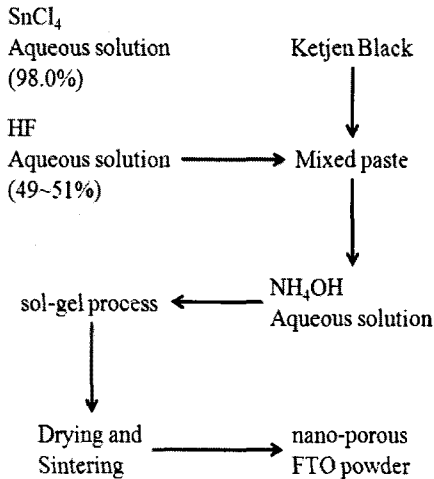 SnCl₄
Aqueous solution
(98.0%)
Ketjen Black
HF
Aqueous solution
(49~51%)
Mixed paste
NH₄OH
Aqueous solution
sol-gel process
Drying and
Sintering
nano-porous
FTO powder